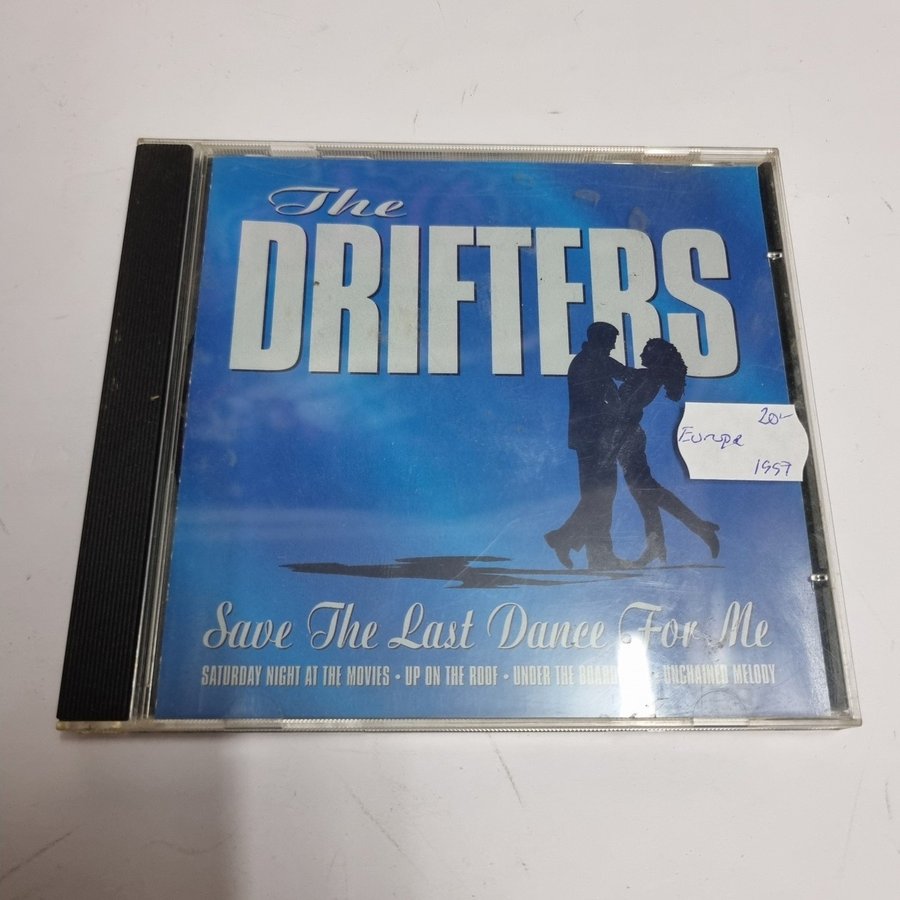 The
DRIFTERS
20-
Europe
1997
Save The Last Dance For Me
SATURDAY NIGHT AT THE MOVIES • UP ON THE ROOF • UNDER THE • UNCHAINED MELODY